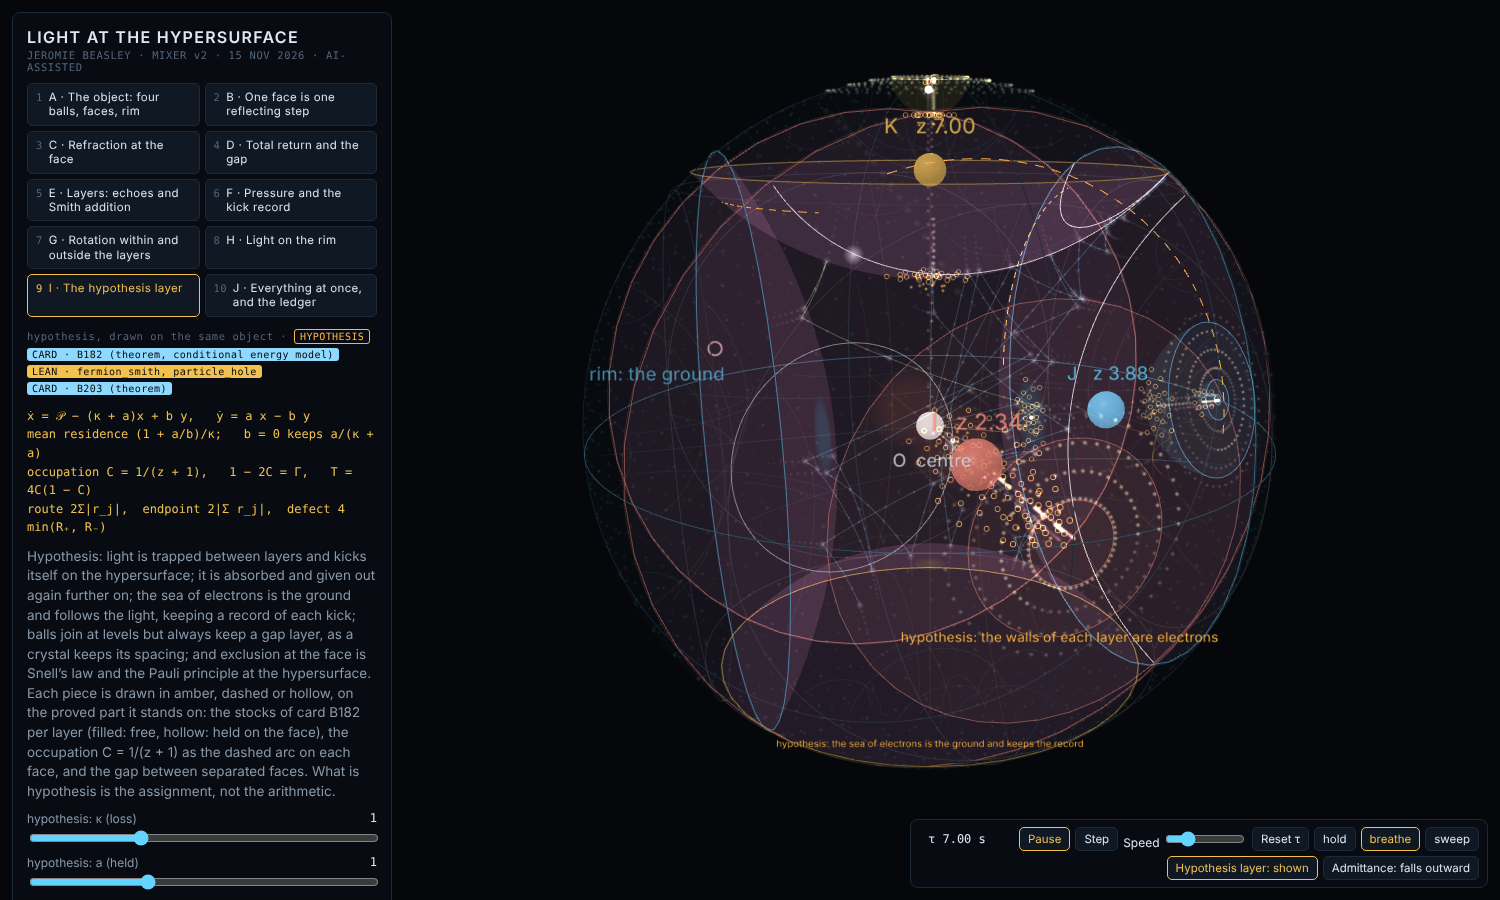 LIGHT AT THE HYPERSURFACE
JEROMIE BEASLEY · MIXER v2 · 15 NOV 2026 · AI-
ASSISTED
1 A · The object: four
balls, faces, rim
2 B · One face is one
reflecting step
3 C · Refraction at the
face
4 D · Total return and the
gap
5 E · Layers: echoes and
Smith addition
6 F · Pressure and the
kick record
7 G · Rotation within and
outside the layers
8 H · Light on the rim
9 I · The hypothesis layer
10 J · Everything at once,
and the ledger
hypothesis, drawn on the same object · HYPOTHESIS
CARD · B182 (theorem, conditional energy model)
LEAN · fermion_smith, particle_hole
CARD · B203 (theorem)
ẋ = 𝒫 − (κ + a)x + b y,   ẏ = a x − b y
mean residence (1 + a/b)/κ;   b = 0 keeps a/(κ +
a)
occupation C = 1/(z + 1),   1 − 2C = Γ,   T =
4C(1 − C)
route 2Σ|r_j|,  endpoint 2|Σ r_j|,  defect 4
min(R₊, R₋)
Hypothesis: light is trapped between layers and kicks
itself on the hypersurface; it is absorbed and given out
again further on; the sea of electrons is the ground
and follows the light, keeping a record of each kick;
balls join at levels but always keep a gap layer, as a
crystal keeps its spacing; and exclusion at the face is
Snell’s law and the Pauli principle at the hypersurface.
Each piece is drawn in amber, dashed or hollow, on
the proved part it stands on: the stocks of card B182
per layer (filled: free, hollow: held on the face), the
occupation C = 1/(z + 1) as the dashed arc on each
face, and the gap between separated faces. What is
hypothesis is the assignment, not the arithmetic.
hypothesis: κ (loss) 1
hypothesis: a (held) 1
K z 7.00
O
rim: the ground
J z 3.88
I z 2.34
O centre
hypothesis: the walls of each layer are electrons
hypothesis: the sea of electrons is the ground and keeps the record
τ 7.00 s Pause Step Speed Reset τ hold breathe sweep
Hypothesis layer: shown Admittance: falls outward